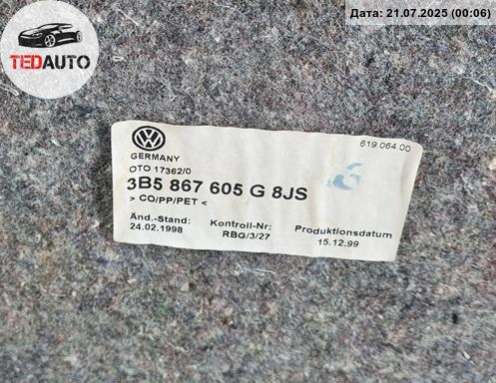 Дата: 21.07.2025 (00:06)
TEDAUTO
GERMANY
619.064.00
OTO 17362/0
3B5 867 605 G 8JS
> CO/PP/PET <
Änd.-Stand: Kontroll-Nr: Produktionsdatum
24.02.1998 RBG/3/27 15.12.99